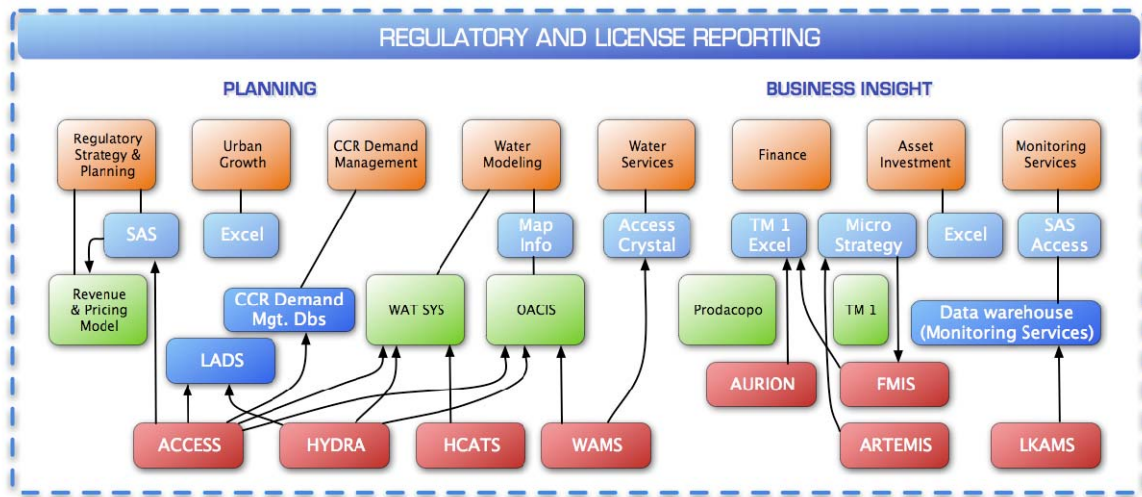 REGULATORY AND LICENSE REPORTING
PLANNING
BUSINESS INSIGHT
Regulatory
Strategy &
Planning
Urban
Growth
CCR Demand
Management
Water
Modeling
Water
Services
Finance
Asset
Investment
Monitoring
Services
SAS
Excel
Map
Info
Access
Crystal
TM 1
Excel
Micro
Strategy
Excel
SAS
Access
Revenue
& Pricing
Model
CCR Demand
Mgt. Dbs
WAT SYS
OACIS
Prodacopo
TM 1
Data warehouse
(Monitoring Services)
LADS
AURION
FMIS
ACCESS
HYDRA
HCATS
WAMS
ARTEMIS
LKAMS